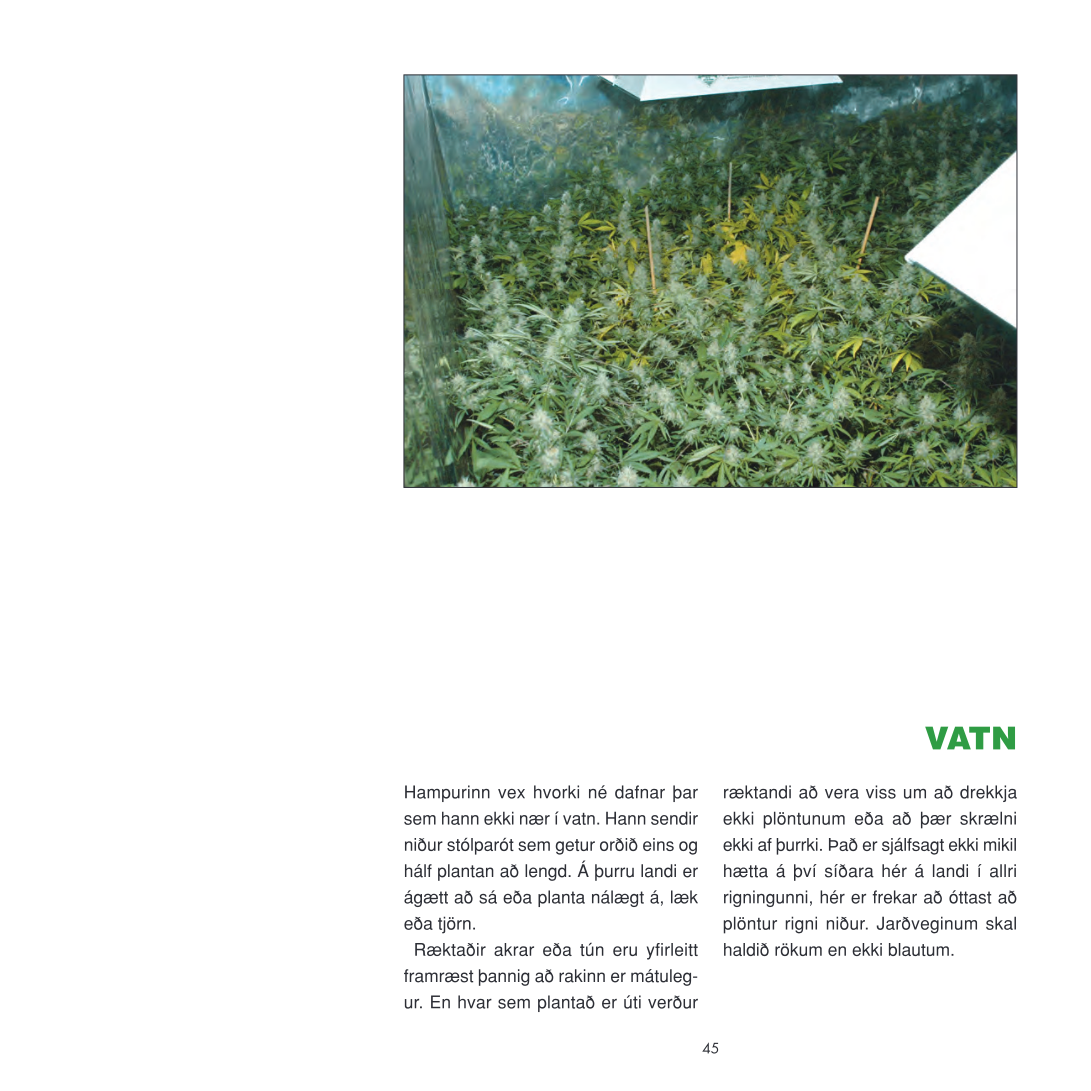 VATN
Hampurinn vex hvorki né dafnar þar
sem hann ekki nær í vatn. Hann sendir
niður stólparót sem getur orðið eins og
hálf plantan að lengd. Á þurru landi er
ágætt að sá eða planta nálægt á, læk
eða tjörn.
Ræktaðir akrar eða tún eru yfirleitt
framræst þannig að rakinn er mátuleg-
ur. En hvar sem plantað er úti verður
ræktandi að vera viss um að drekkja
ekki plöntunum eða að þær skrælni
ekki af þurrki. Það er sjálfsagt ekki mikil
hætta á því síðara hér á landi í allri
rigningunni, hér er frekar að óttast að
plöntur rigni niður. Jarðveginum skal
haldið rökum en ekki blautum.
45